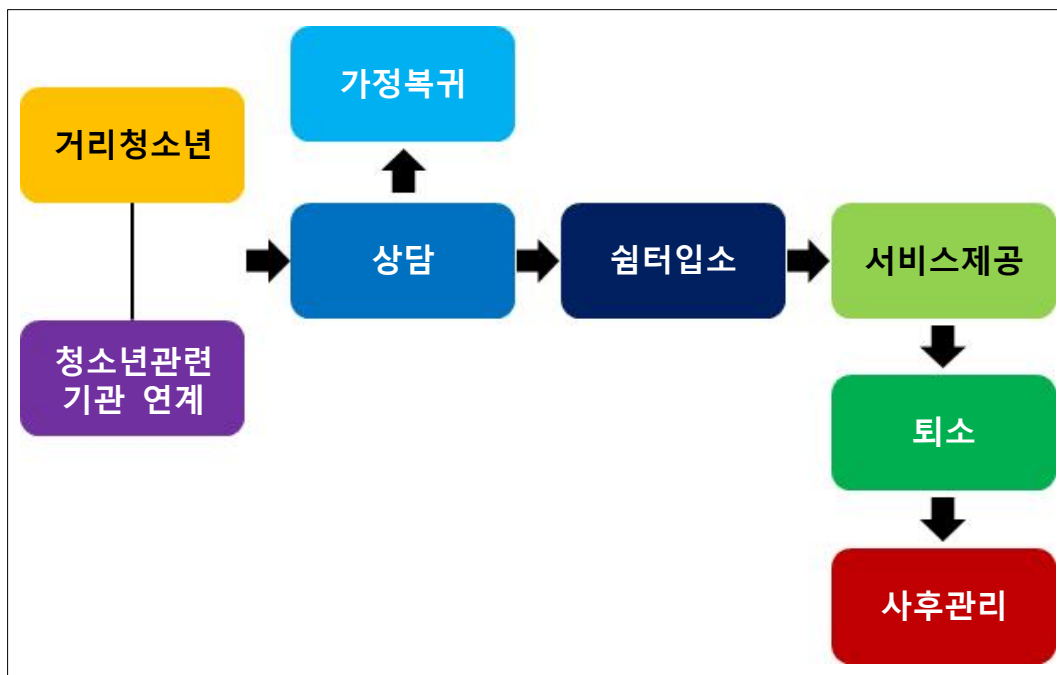 가정복귀
거리청소년
상담
쉼터입소
서비스제공
청소년관련
기관 연계
퇴소
사후관리